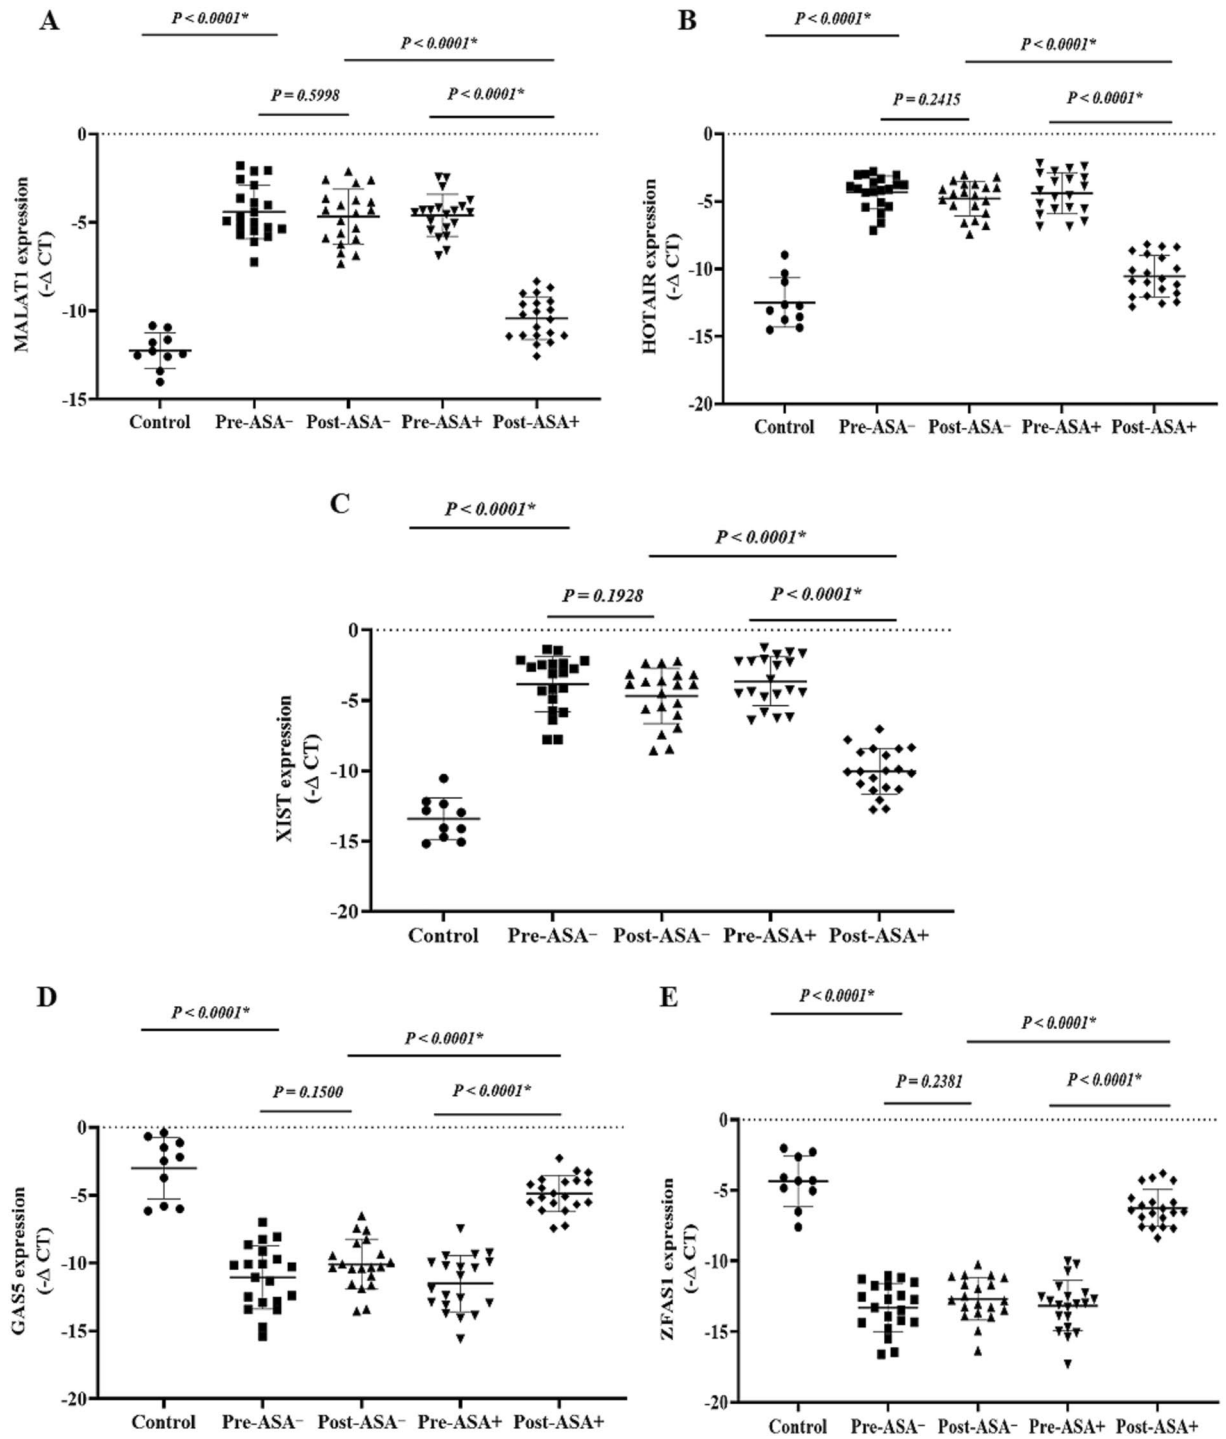 A
P < 0.0001*
P < 0.0001*
P = 0.5998
P < 0.0001*
MALAT1 expression
(-Δ CT)
0
-5
-10
-15
Control Pre-ASA− Post-ASA− Pre-ASA+ Post-ASA+
B
P < 0.0001*
P < 0.0001*
P = 0.2415
P < 0.0001*
HOTAIR expression
(-Δ CT)
0
-5
-10
-15
-20
Control Pre-ASA− Post-ASA− Pre-ASA+ Post-ASA+
C
P < 0.0001*
P < 0.0001*
P = 0.1928
P < 0.0001*
XIST expression
(-Δ CT)
0
-5
-10
-15
-20
Control Pre-ASA− Post-ASA− Pre-ASA+ Post-ASA+
D
P < 0.0001*
P < 0.0001*
P = 0.1500
P < 0.0001*
GAS5 expression
(-Δ CT)
0
-5
-10
-15
-20
Control Pre-ASA− Post-ASA− Pre-ASA+ Post-ASA+
E
P < 0.0001*
P < 0.0001*
P = 0.2381
P < 0.0001*
ZFAS1 expression
(-Δ CT)
0
-5
-10
-15
-20
Control Pre-ASA− Post-ASA− Pre-ASA+ Post-ASA+